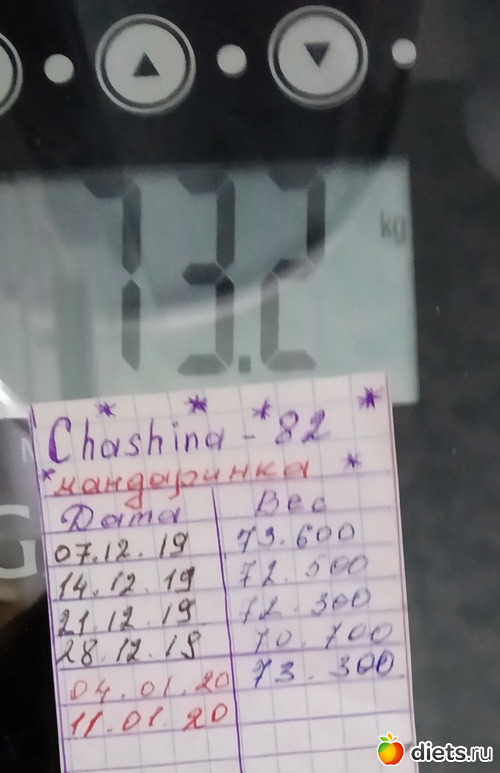 73.2 kg
Chashina - 82
мандаринка
Дата Вес
07.12.19 73.600
14.12.19 72.500
21.12.19 72.300
28.12.19 70.700
04.01.20 73.300
11.01.20
G
diets.ru